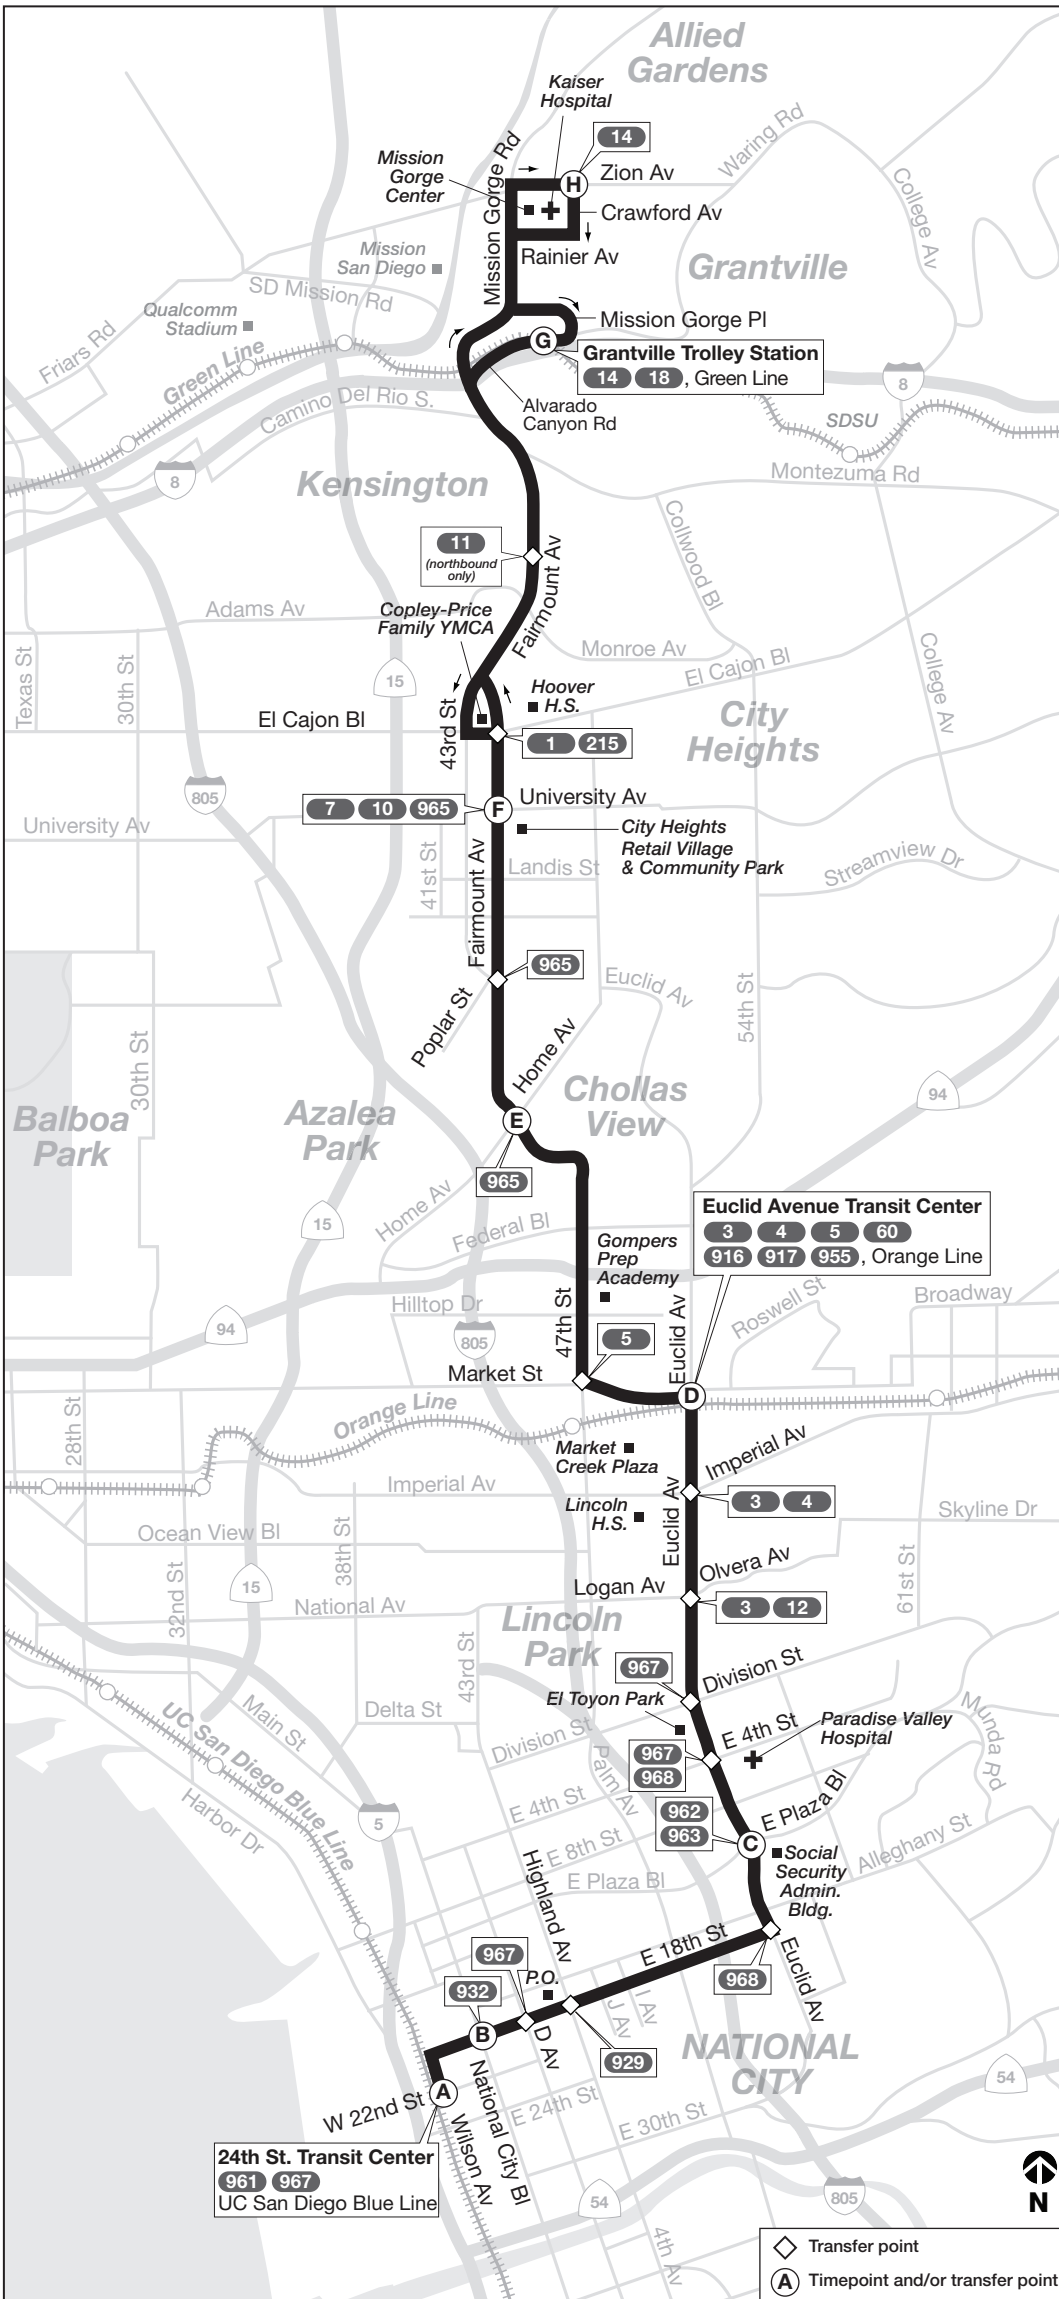 Allied
Gardens
Kaiser
Hospital
14
Mission
Gorge
Center
Mission Gorge Rd
H
Zion Av
Waring Rd
College Av
Crawford Av
Rainier Av
Mission
San Diego
SD Mission Rd
Grantville
Qualcomm
Stadium
Friars Rd
Green Line
Mission Gorge Pl
G
Grantville Trolley Station
14 18 , Green Line
8
Camino Del Rio S.
Alvarado
Canyon Rd
SDSU
Montezuma Rd
8
Kensington
Collwood Bl
11
(northbound
only)
Fairmount Av
Adams Av
Copley-Price
Family YMCA
Monroe Av
El Cajon Bl
College Av
Texas St
30th St
15
Hoover
H.S.
City
Heights
El Cajon Bl
43rd St
1 215
805
7 10 965
F
University Av
University Av
City Heights
Retail Village
& Community Park
41st St
Fairmount Av
Landis St
Streamview Dr
965
Euclid Av
54th St
Poplar St
Home Av
30th St
Chollas
View
94
Balboa
Park
Azalea
Park
E
965
15
Home Av
Federal Bl
Euclid Avenue Transit Center
3 4 5 60
916 917 955 , Orange Line
Gompers
Prep
Academy
Hilltop Dr
94
805
47th St
5
Euclid Av
Roswell St
Broadway
Market St
D
28th St
Orange Line
Market
Creek Plaza
Imperial Av
Imperial Av
3 4
Lincoln
H.S.
Euclid Av
Skyline Dr
Ocean View Bl
38th St
32nd St
15
Olvera Av
Logan Av
61st St
National Av
3 12
Lincoln
Park
43rd St
967
Division St
El Toyon Park
Delta St
Main St
Division St
E 4th St
Paradise Valley
Hospital
Munda Rd
UC San Diego Blue Line
967
968
Palm Av
Harbor Dr
5
E 4th St
962
963
E Plaza Bl
C
E 8th St
Alleghany St
Social
Security
Admin.
Bldg.
E Plaza Bl
Highland Av
E 18th St
967
P.O.
968
Euclid Av
932
B
I Av
J Av
D Av
929
NATIONAL
CITY
54
A
W 22nd St
National City Bl
Wilson Av
E 24th St
E 30th St
24th St. Transit Center
961 967
UC San Diego Blue Line
54
805
N
4th Av
Transfer point
A Timepoint and/or transfer point